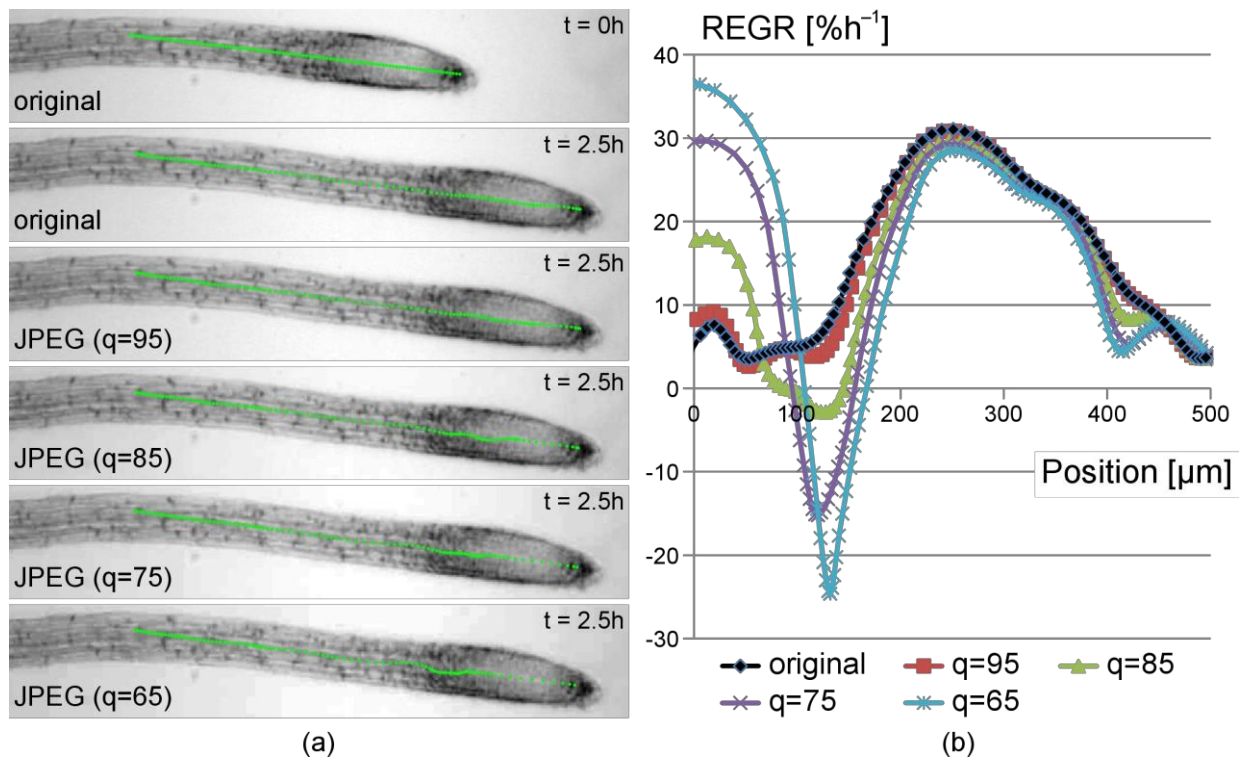 t = 0h
original
t = 2.5h
original
t = 2.5h
JPEG (q=95)
t = 2.5h
JPEG (q=85)
t = 2.5h
JPEG (q=75)
t = 2.5h
JPEG (q=65)
(a)
REGR [%h⁻¹]
40
30
20
10
0
-10
-20
-30
0 100 200 300 400 500
Position [µm]
original q=95 q=85
q=75 q=65
(b)